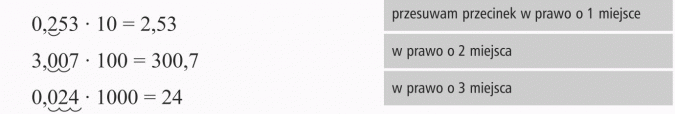 0,253 · 10 = 2,53
przesuwam przecinek w prawo o 1 miejsce
3,007 · 100 = 300,7
w prawo o 2 miejsca
0,024 · 1000 = 24
w prawo o 3 miejsca